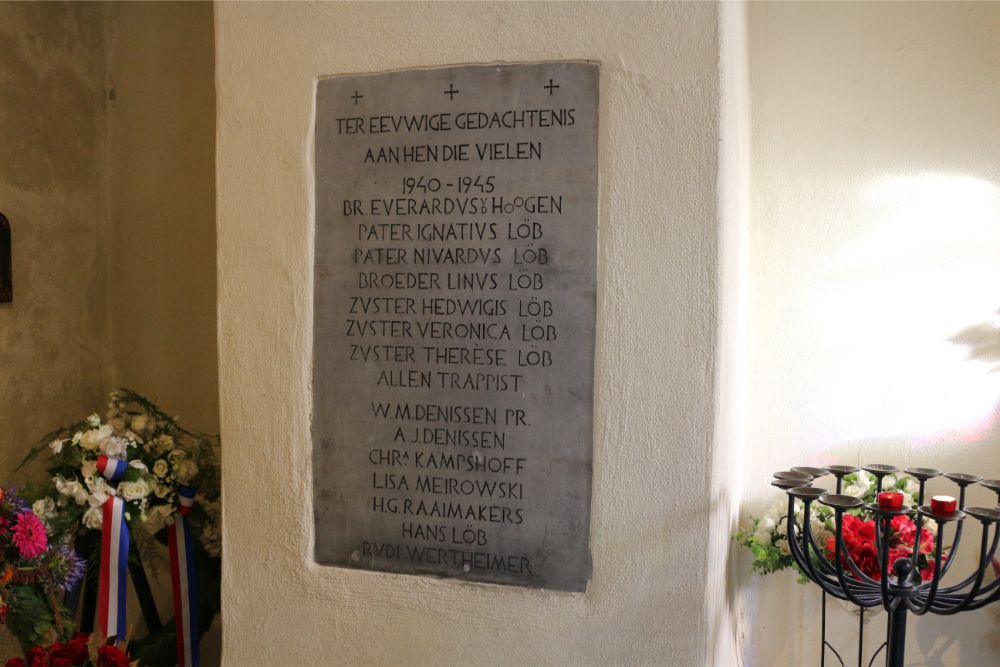 TER EEVWIGE GEDACHTENIS
AAN HEN DIE VIELEN
1940 - 1945
BR. EVERARDVS V.D. HOOGEN
PATER IGNATIVS LÖB
PATER NIVARDVS LÖB
BROEDER LINVS LÖB
ZVSTER HEDWIGIS LÖB
ZVSTER VERONICA LÖB
ZVSTER THERÈSE LÖB
ALLEN TRAPPIST
W.M. DENISSEN PR.
A.J. DENISSEN
CHR.A KAMPSHOFF
LISA MEIROWSKI
H.G. RAAIMAKERS
HANS LÖB
RVDI WERTHEIMER